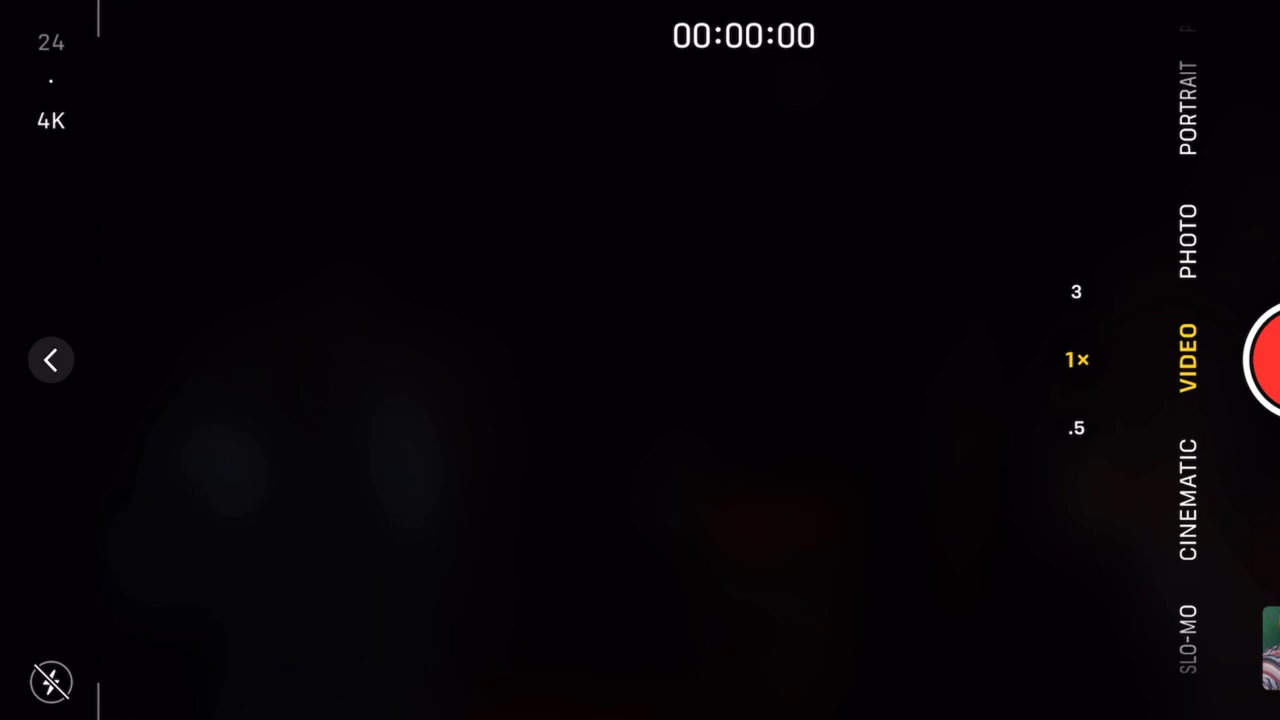 24
·
4K
00:00:00
3
1×
.5
PORTRAIT
PHOTO
VIDEO
CINEMATIC
SLO-MO